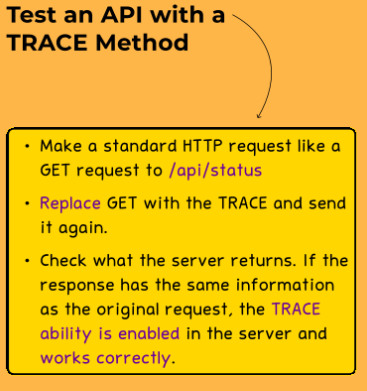 Test an API with a
TRACE Method
• Make a standard HTTP request like a
GET request to /api/status
• Replace GET with the TRACE and send
it again.
• Check what the server returns. If the
response has the same information
as the original request, the TRACE
ability is enabled in the server and
works correctly.